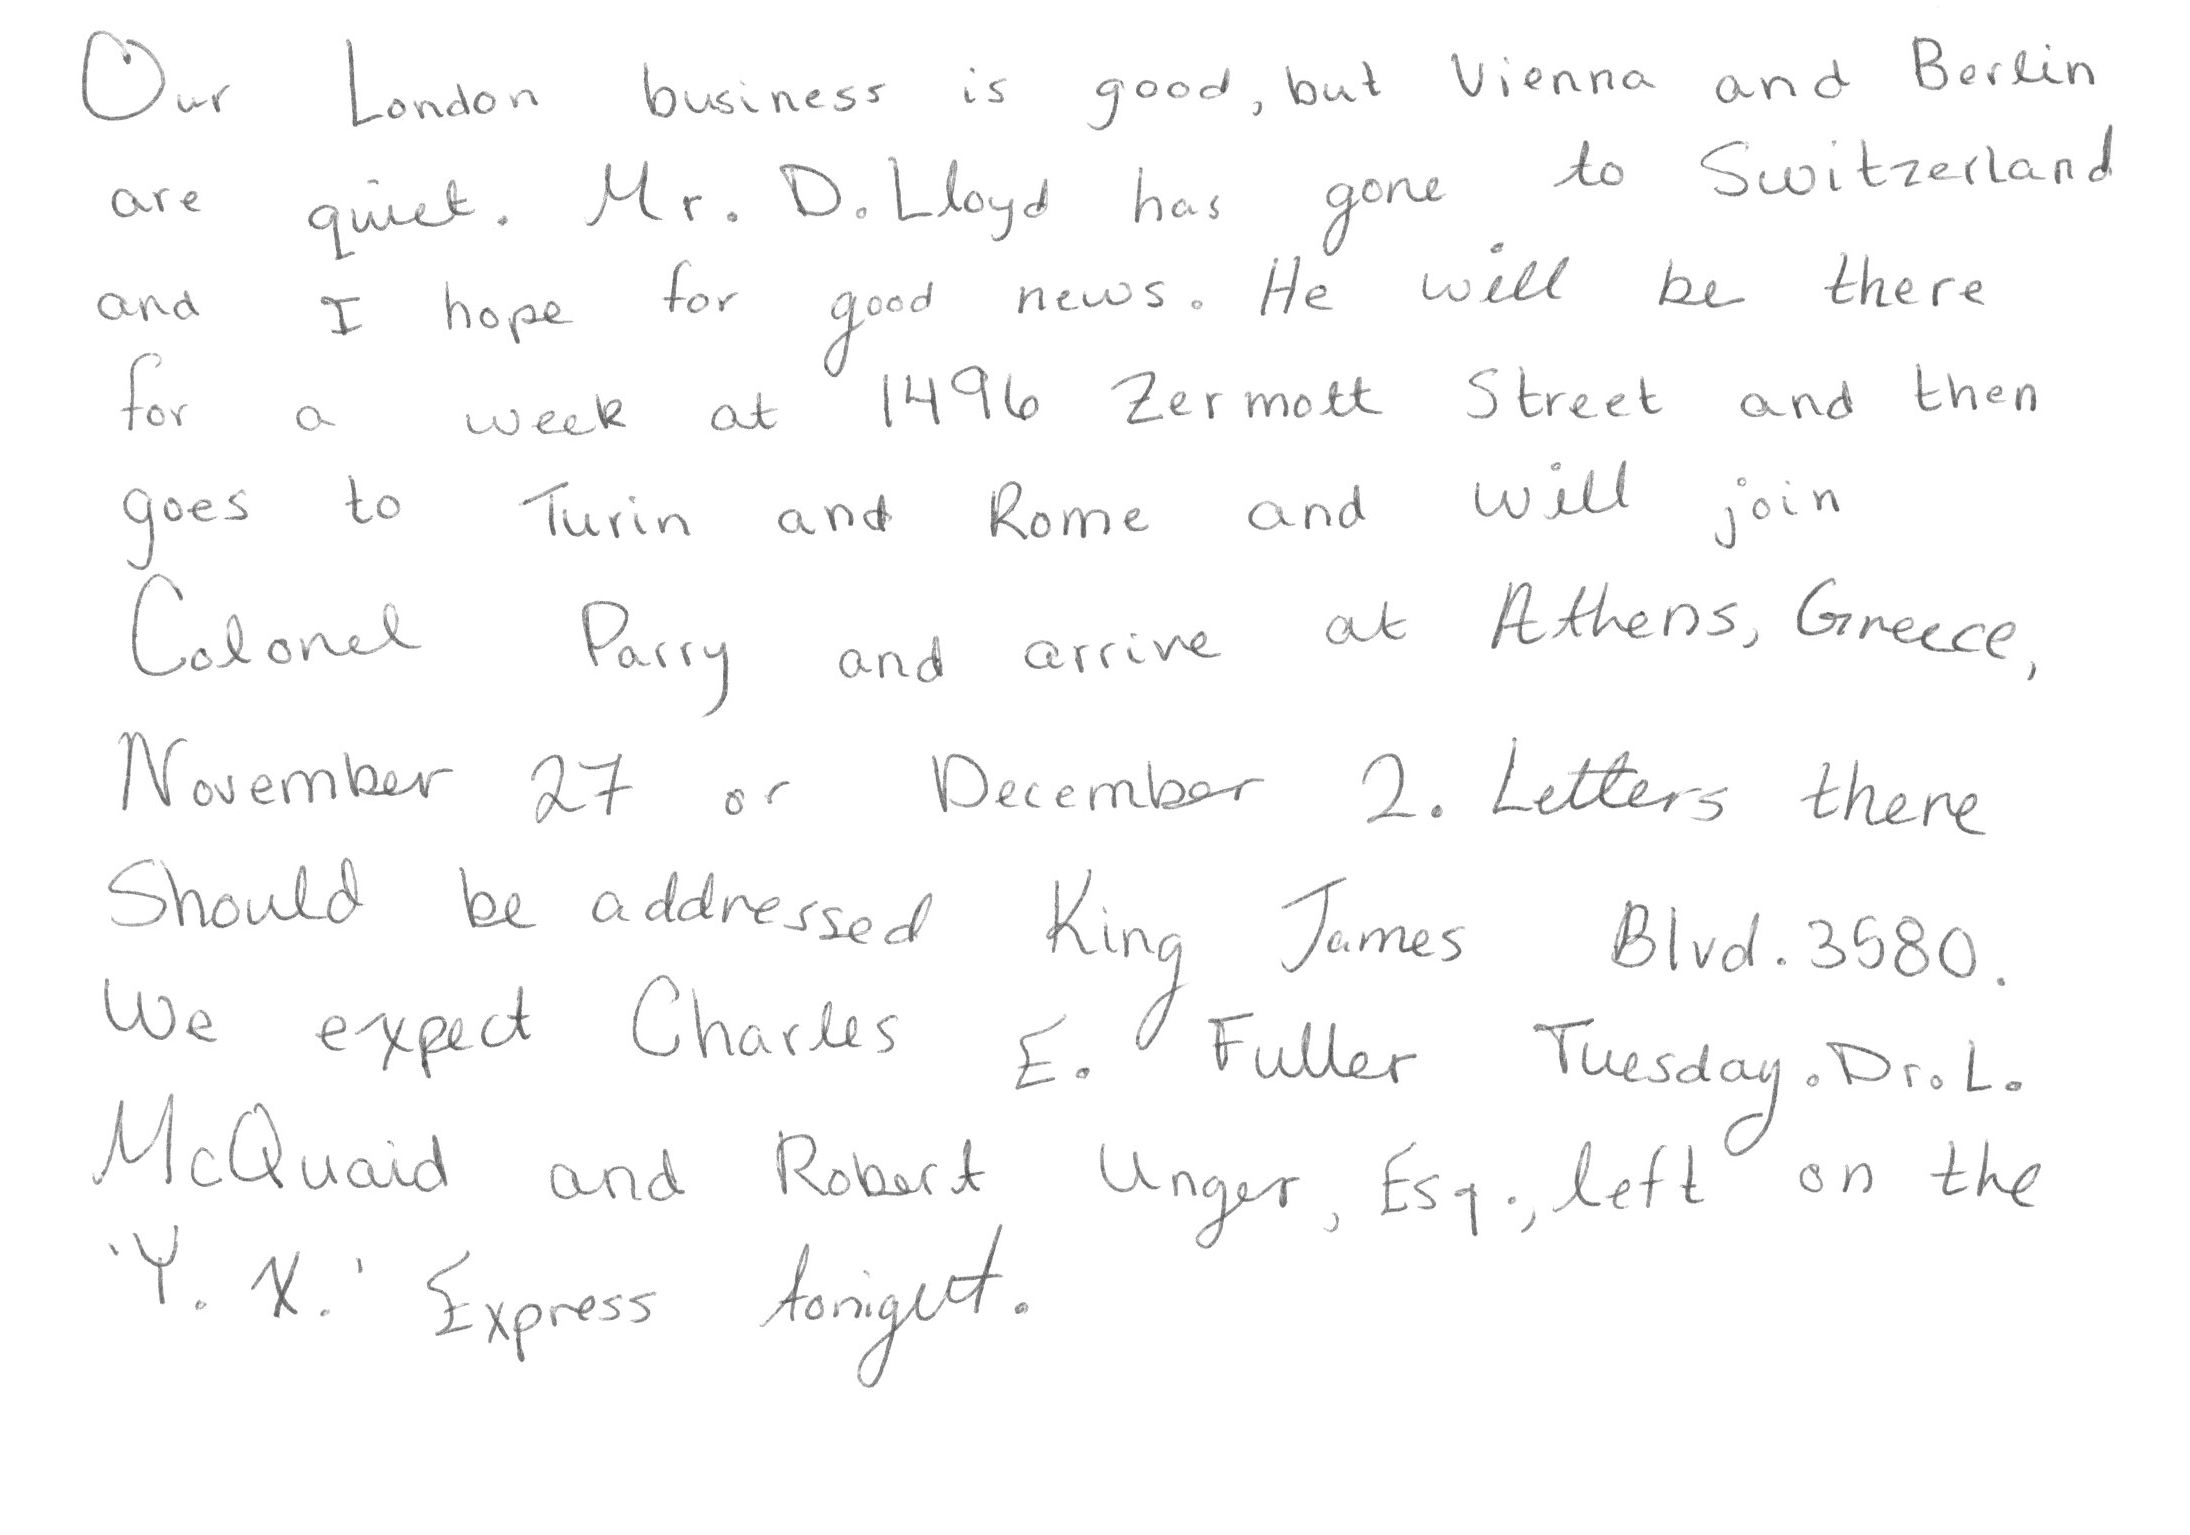 Our London business is good, but Vienna and Berlin
are quiet. Mr. D. Lloyd has gone to Switzerland
and I hope for good news. He will be there
for a week at 1496 Zermott Street and then
goes to Turin and Rome and will join
Colonel Parry and arrive at Athens, Greece,
November 27 or December 2. Letters there
Should be addressed King James Blvd. 3580.
We expect Charles E. Fuller Tuesday. Dr. L.
McQuaid and Robert Unger, Esq., left on the
'Y. X.' Express tonight.